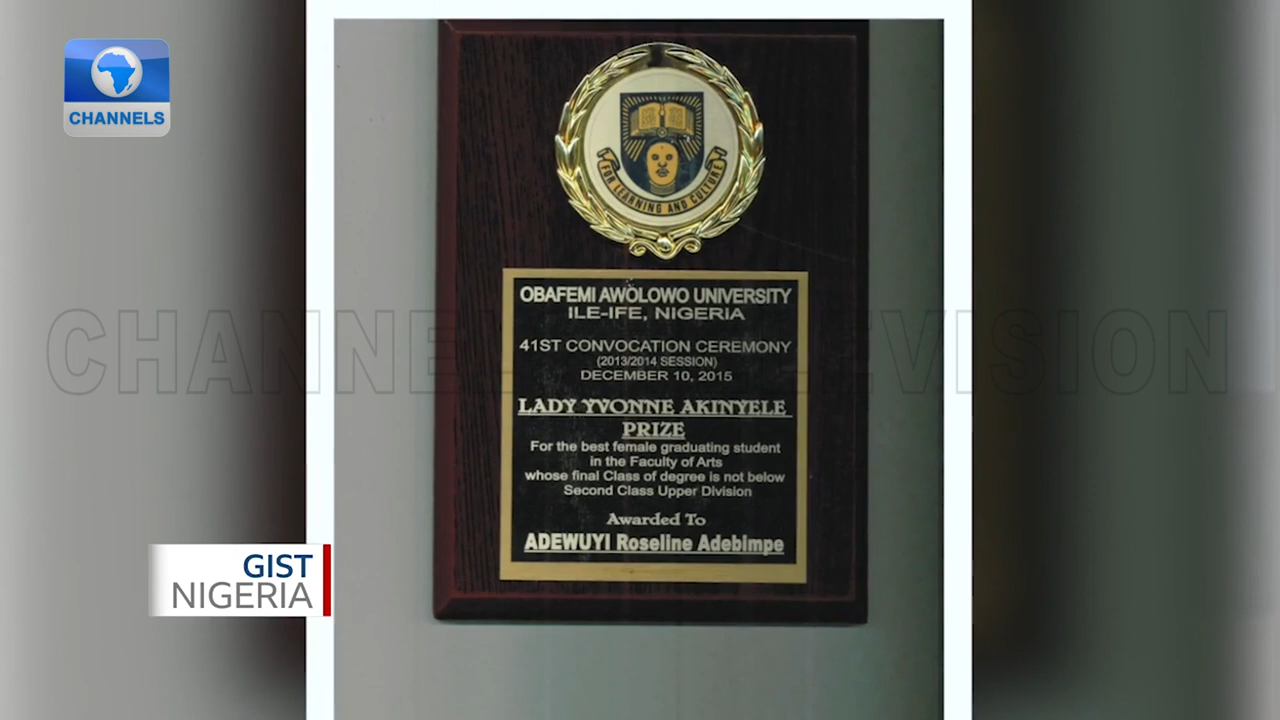 CHANNELS
FOR LEARNING AND CULTURE
OBAFEMI AWOLOWO UNIVERSITY
ILE-IFE, NIGERIA
41ST CONVOCATION CEREMONY
(2013/2014 SESSION)
DECEMBER 10, 2015
LADY YVONNE AKINYELE
PRIZE
For the best female graduating student
in the Faculty of Arts
whose final Class of degree is not below
Second Class Upper Division
Awarded To
ADEWUYI Roseline Adebimpe
CHANNELS TELEVISION
GIST
NIGERIA